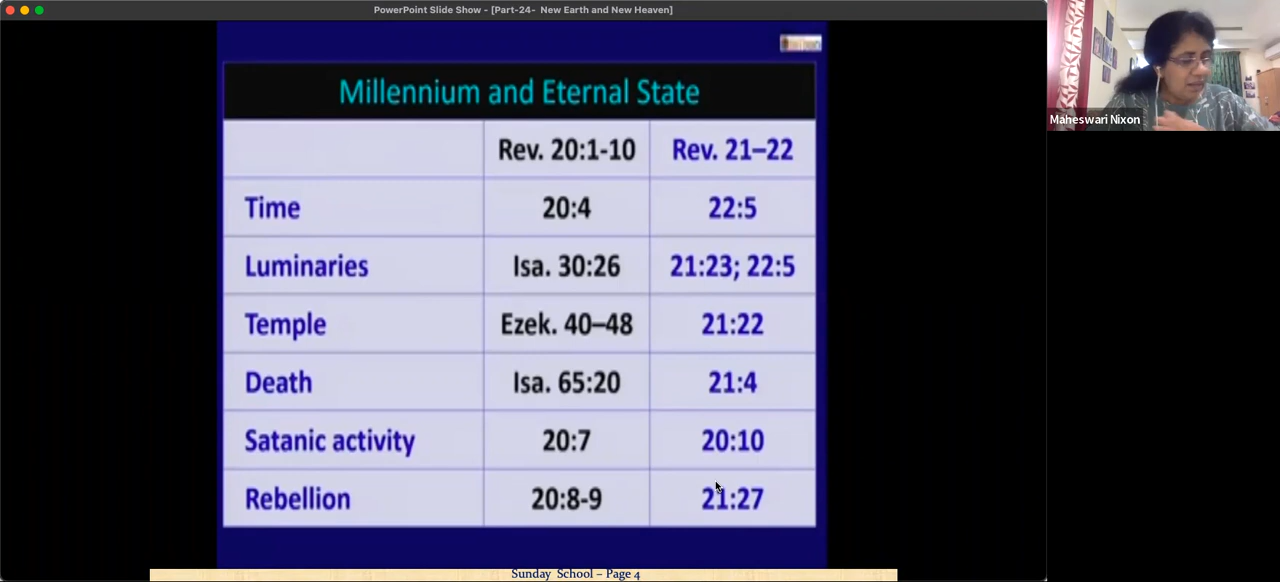 PowerPoint Slide Show - [Part-24- New Earth and New Heaven]
Maheswari Nixon
Millennium and Eternal State
Rev. 20:1-10 Rev. 21–22
Time 20:4 22:5
Luminaries Isa. 30:26 21:23; 22:5
Temple Ezek. 40–48 21:22
Death Isa. 65:20 21:4
Satanic activity 20:7 20:10
Rebellion 20:8-9 21:27
Sunday School – Page 4